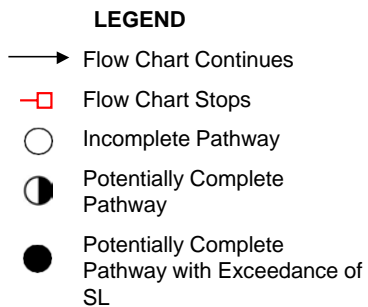 LEGEND
Flow Chart Continues
Flow Chart Stops
Incomplete Pathway
Potentially Complete
Pathway
Potentially Complete
Pathway with Exceedance of
SL